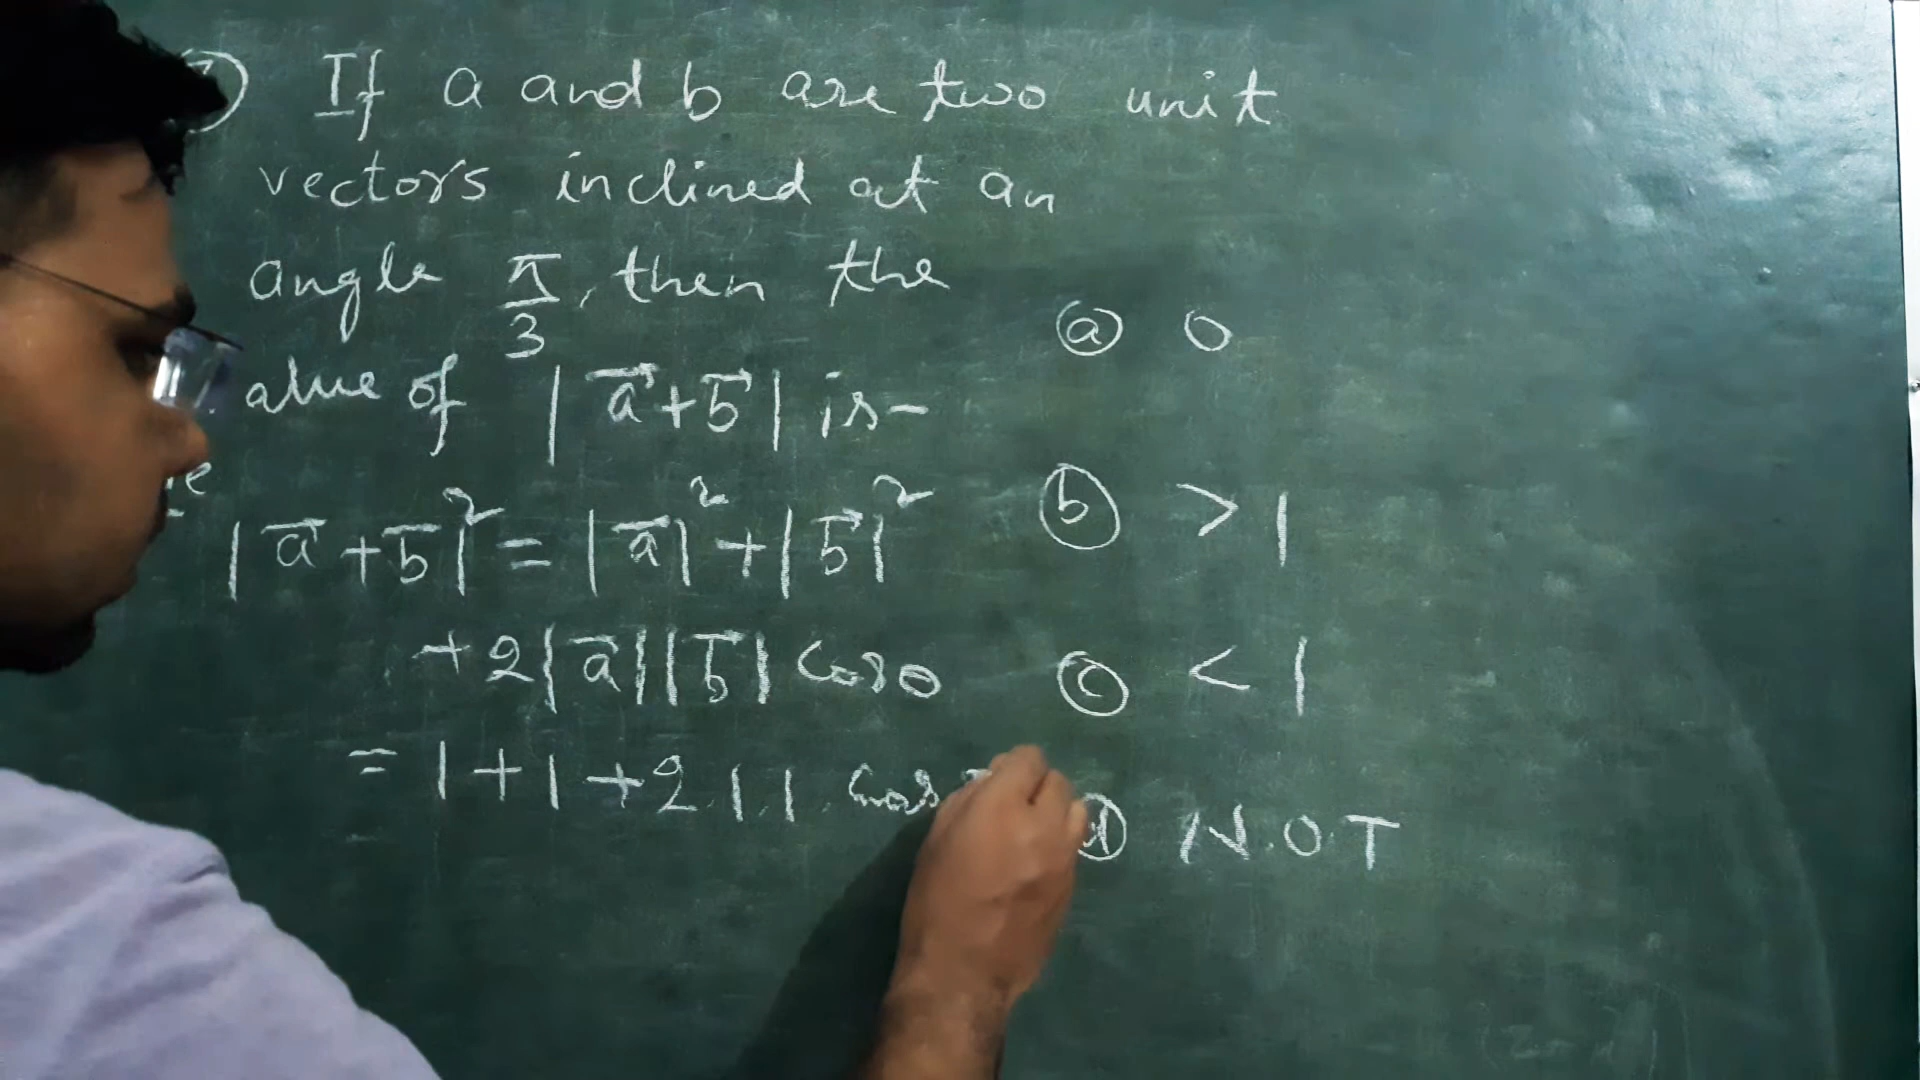 If a and b are two unit
vectors inclined at an
angle π/3, then the
alue of |a⃗+b⃗| is-
|a⃗+b⃗|²=|a⃗|²+|b⃗|²
+2|a⃗||b⃗| cosθ
=1+1+2.1.1.cos
ⓐ 0
ⓑ >1
ⓒ <1
ⓓ N.O.T